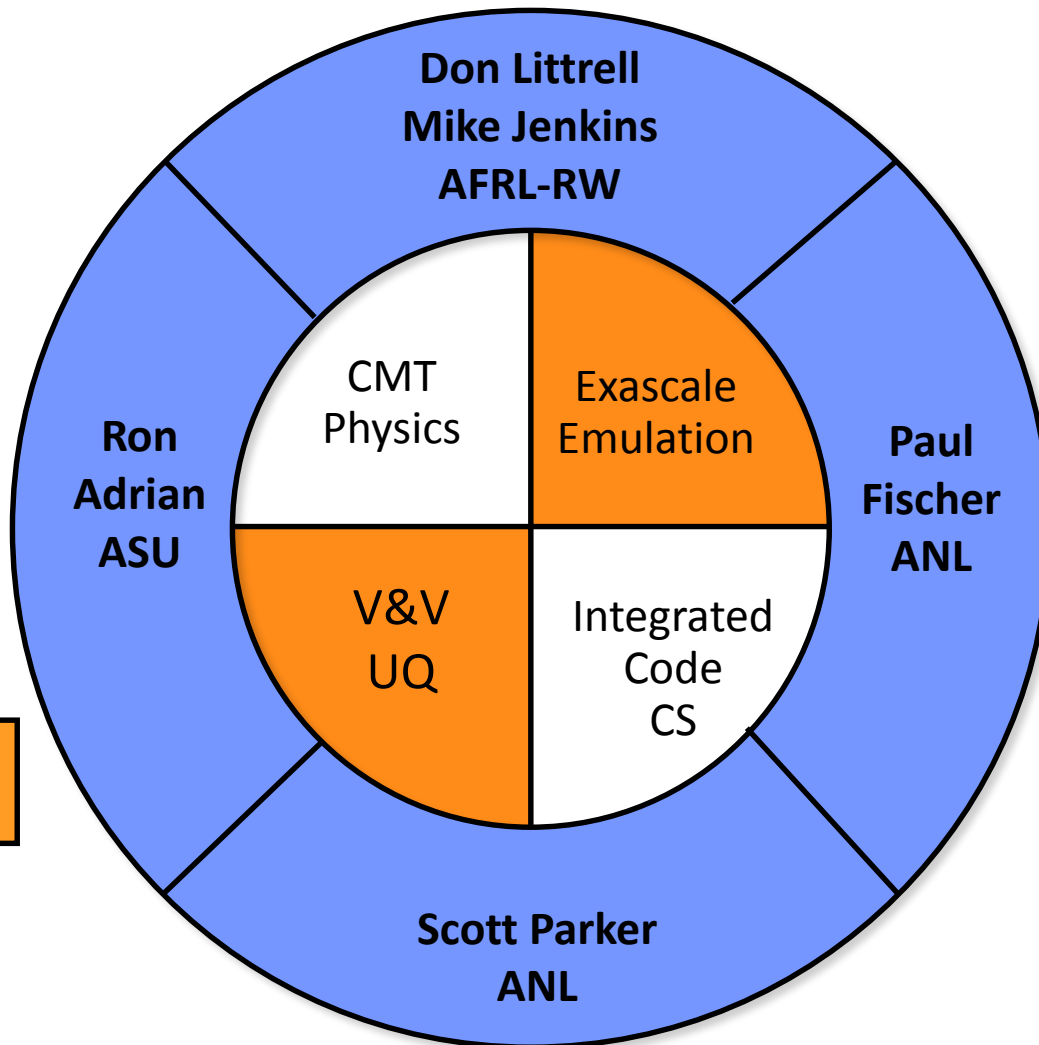 Don Littrell
Mike Jenkins
AFRL-RW
CMT
Physics
Exascale
Emulation
Ron
Adrian
ASU
Paul
Fischer
ANL
V&V
UQ
Integrated
Code
CS
Scott Parker
ANL